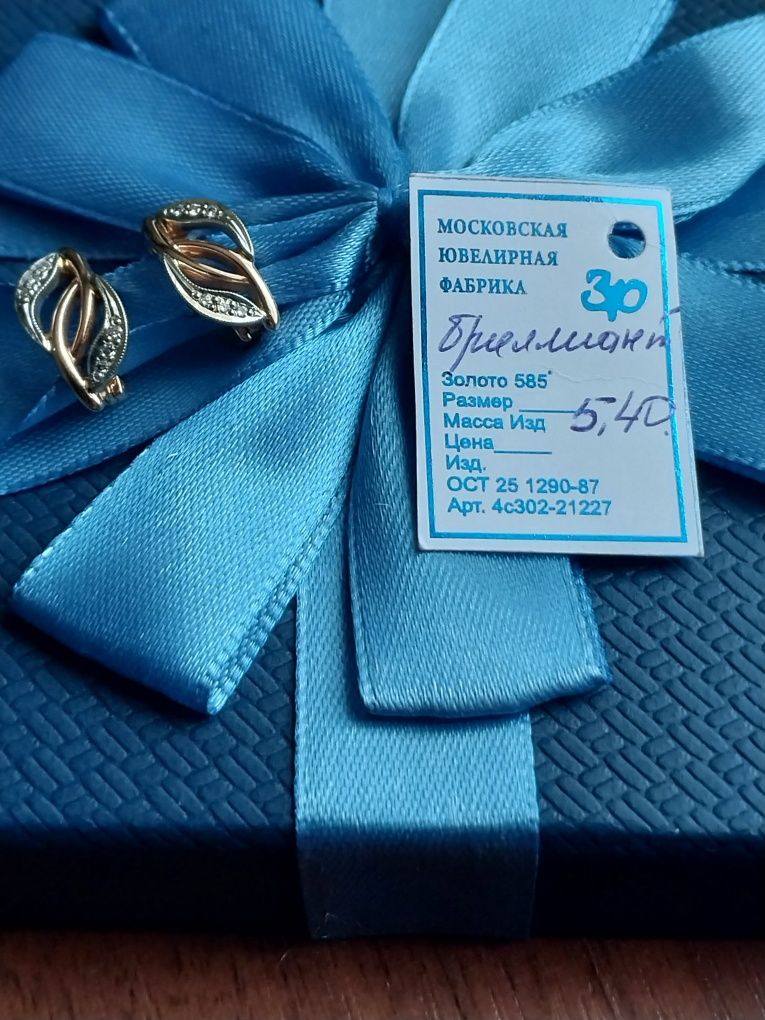 МОСКОВСКАЯ
ЮВЕЛИРНАЯ
ФАБРИКА
бриллиант
Золото 585°
Размер
Масса Изд 5,40
Цена
Изд.
ОСТ 25 1290-87
Арт. 4с302-21227